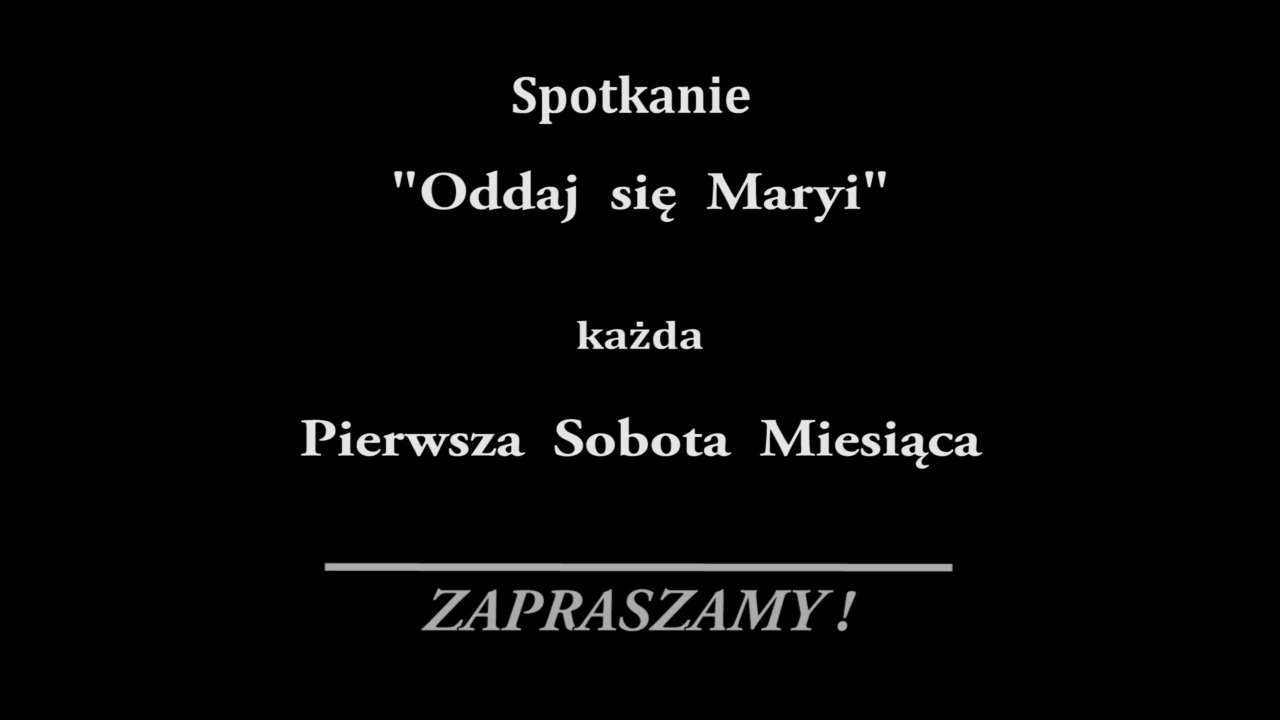 Spotkanie
"Oddaj się Maryi"
każda
Pierwsza Sobota Miesiąca
ZAPRASZAMY !